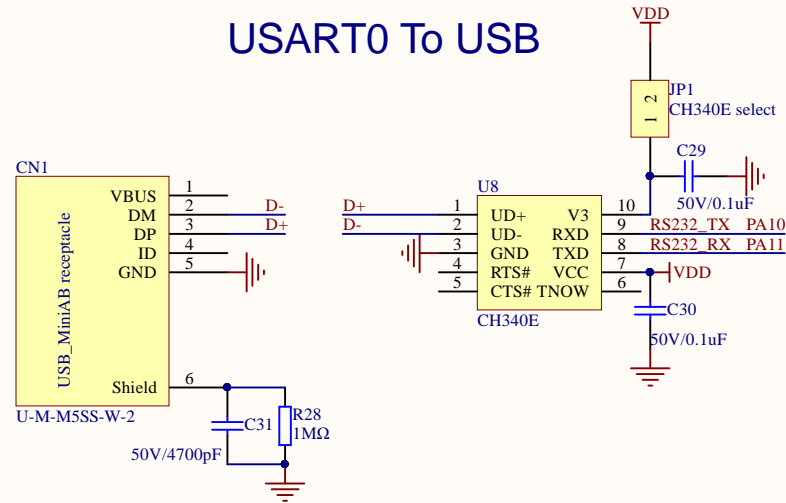 USART0 To USB
VDD
JP1
1 2
CH340E select
C29
50V/0.1uF
CN1
VBUS 1
DM 2 D-
DP 3 D+
ID 4
GND 5
USB_MiniAB receptacle
Shield 6
U-M-M5SS-W-2
C31
50V/4700pF
R28
1MΩ
U8
D+ 1 UD+ V3 10
D- 2 UD- RXD 9 RS232_TX PA10
3 GND TXD 8 RS232_RX PA11
4 RTS# VCC 7 VDD
5 CTS# TNOW 6
CH340E
C30
50V/0.1uF